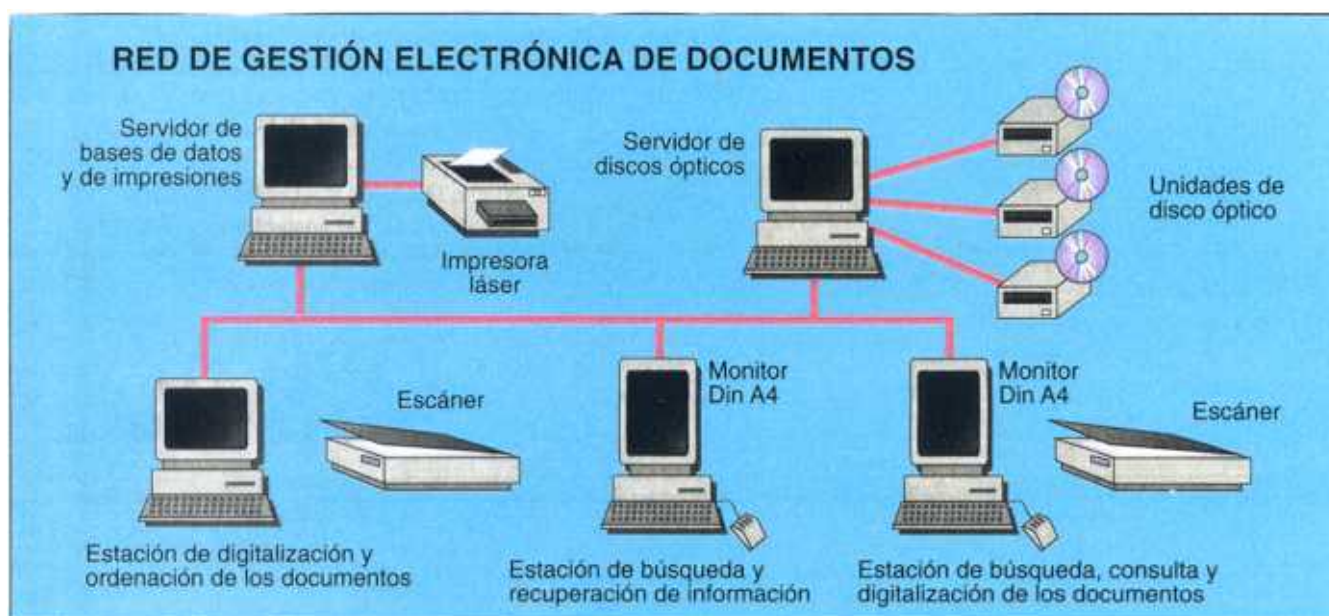 RED DE GESTIÓN ELECTRÓNICA DE DOCUMENTOS
Servidor de
bases de datos
y de impresiones
Impresora
láser
Servidor de
discos ópticos
Unidades de
disco óptico
Escáner
Monitor
Din A4
Monitor
Din A4
Escáner
Estación de digitalización y
ordenación de los documentos
Estación de búsqueda y
recuperación de información
Estación de búsqueda, consulta y
digitalización de los documentos